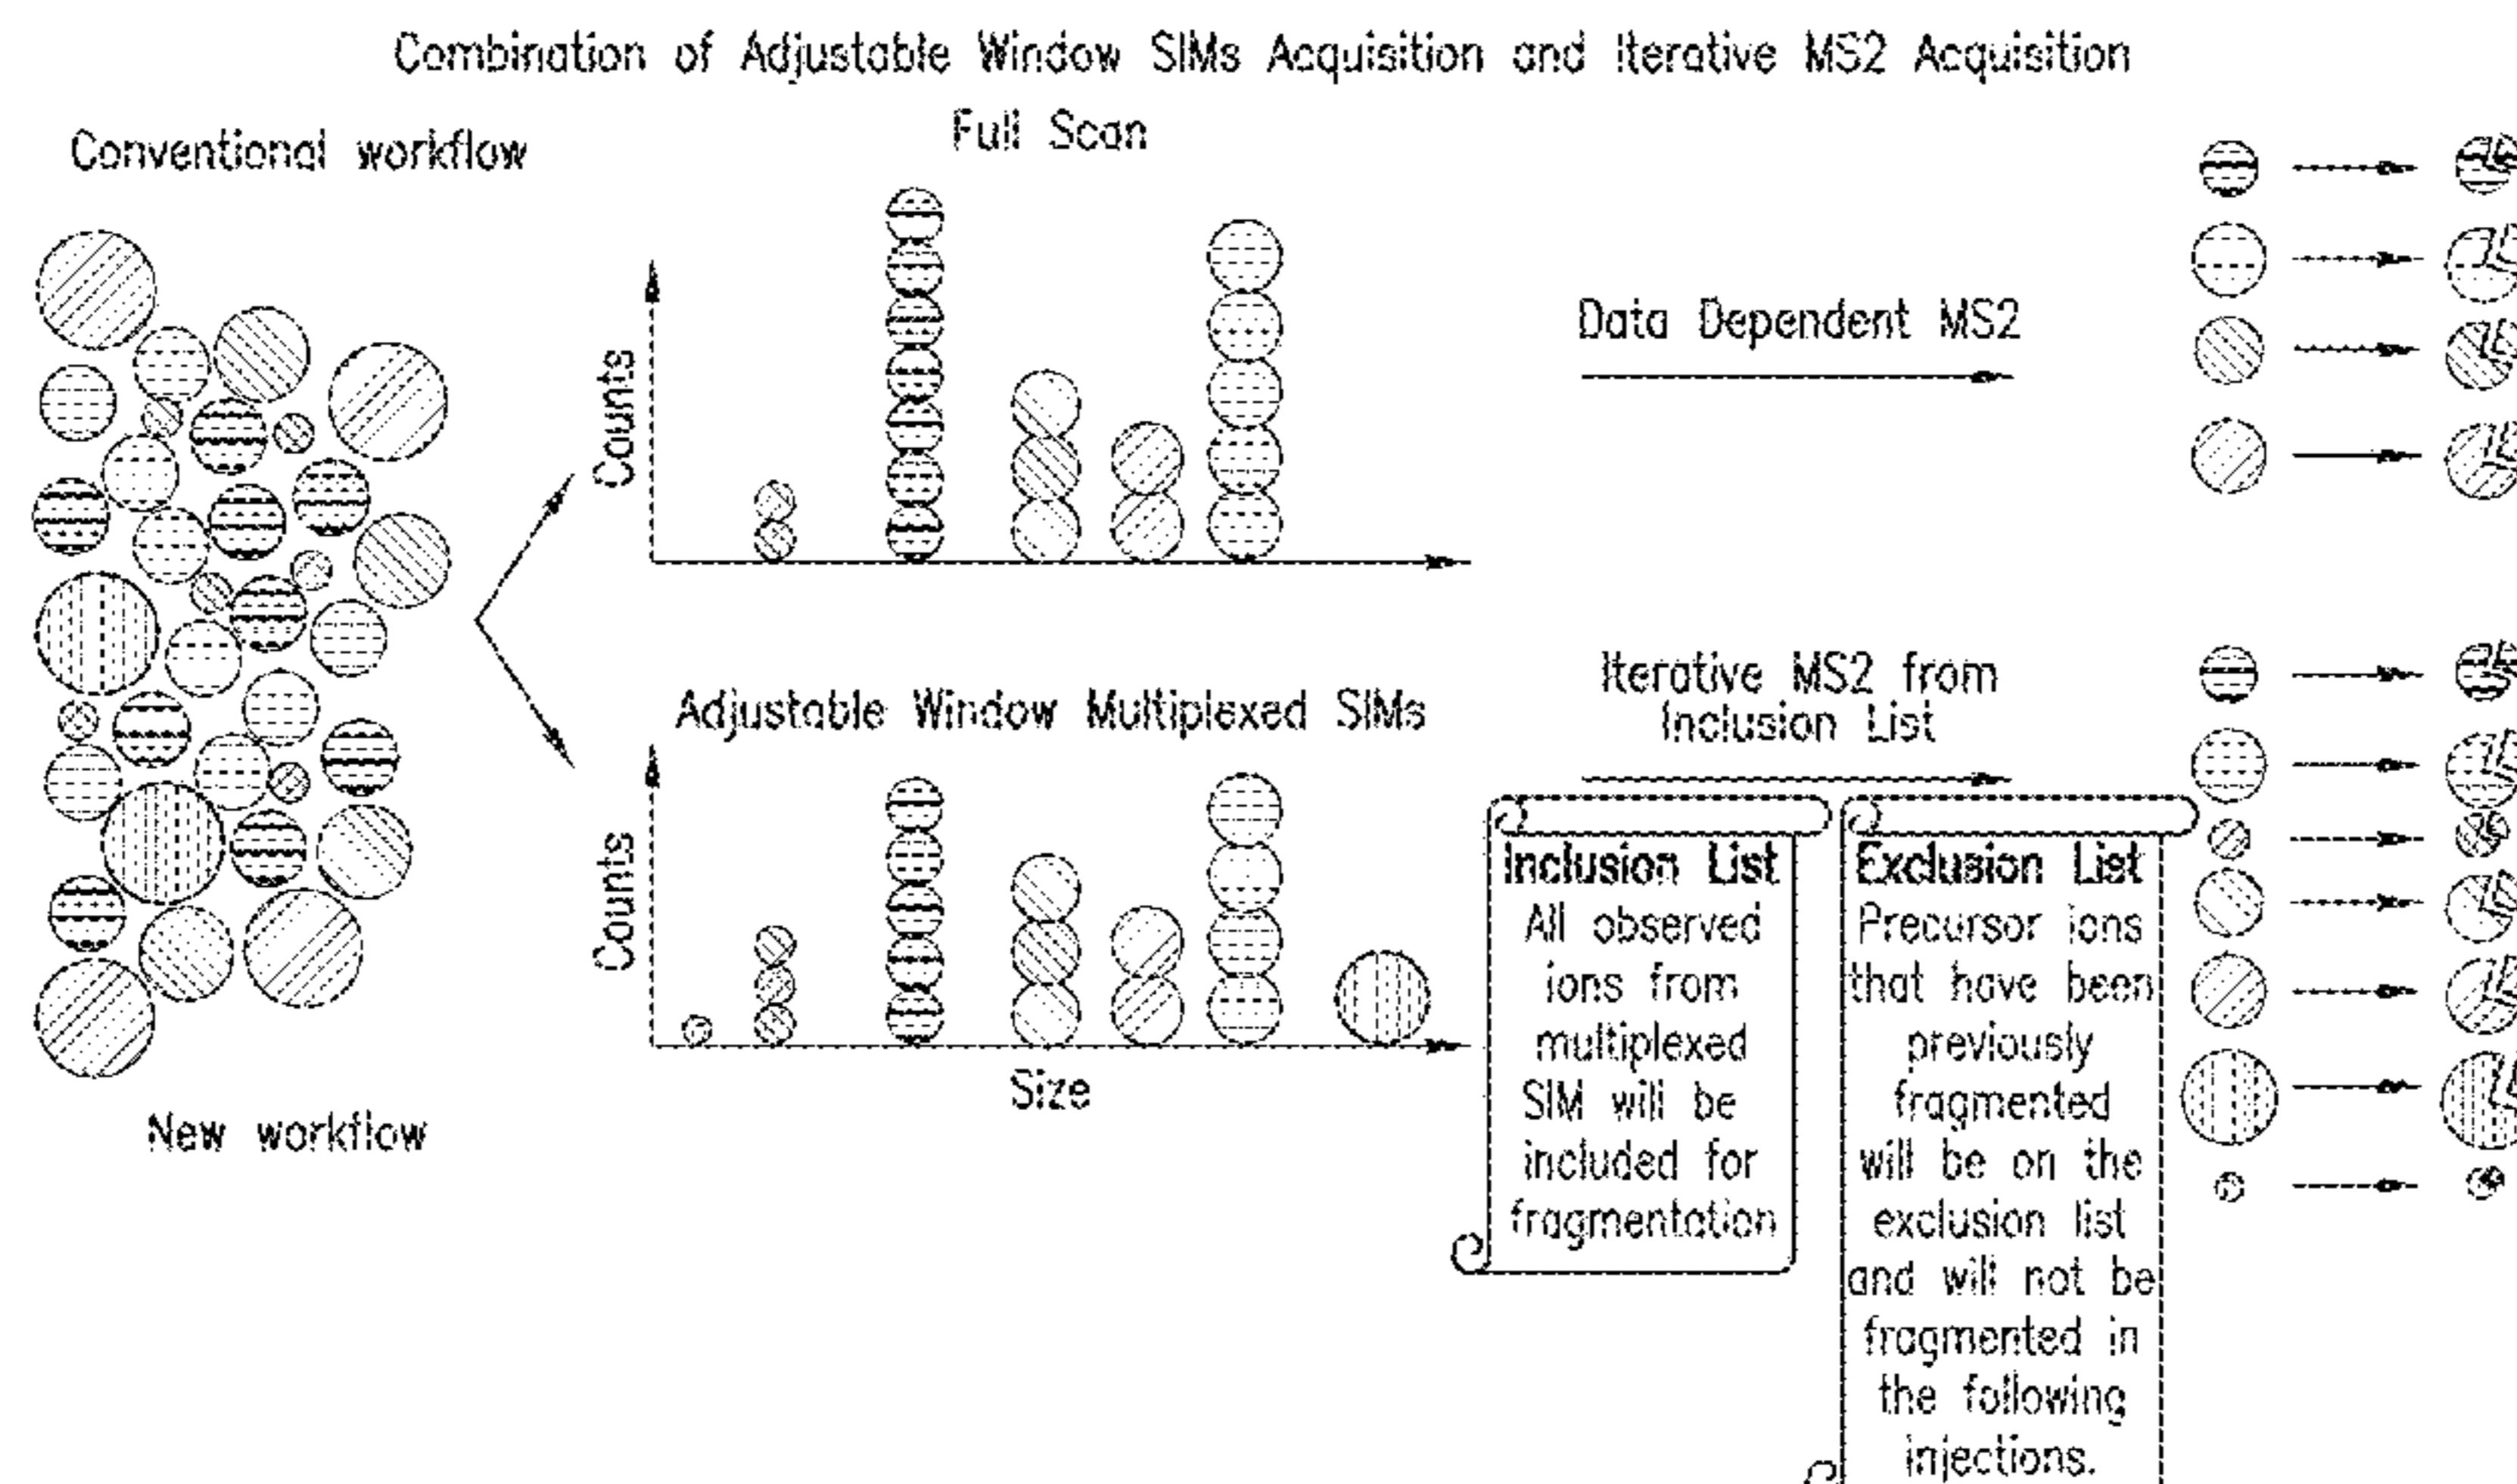 Combination of Adjustable Window SIMs Acquisition and Iterative MS2 Acquisition
Conventional workflow
Full Scan
Counts
Data Dependent MS2
Adjustable Window Multiplexed SIMs
Counts
Size
New workflow
Iterative MS2 from
Inclusion List
Inclusion List
All observed
ions from
multiplexed
SIM will be
included for
fragmentation
Exclusion List
Precursor ions
that have been
previously
fragmented
will be on the
exclusion list
and will not be
fragmented in
the following
injections.